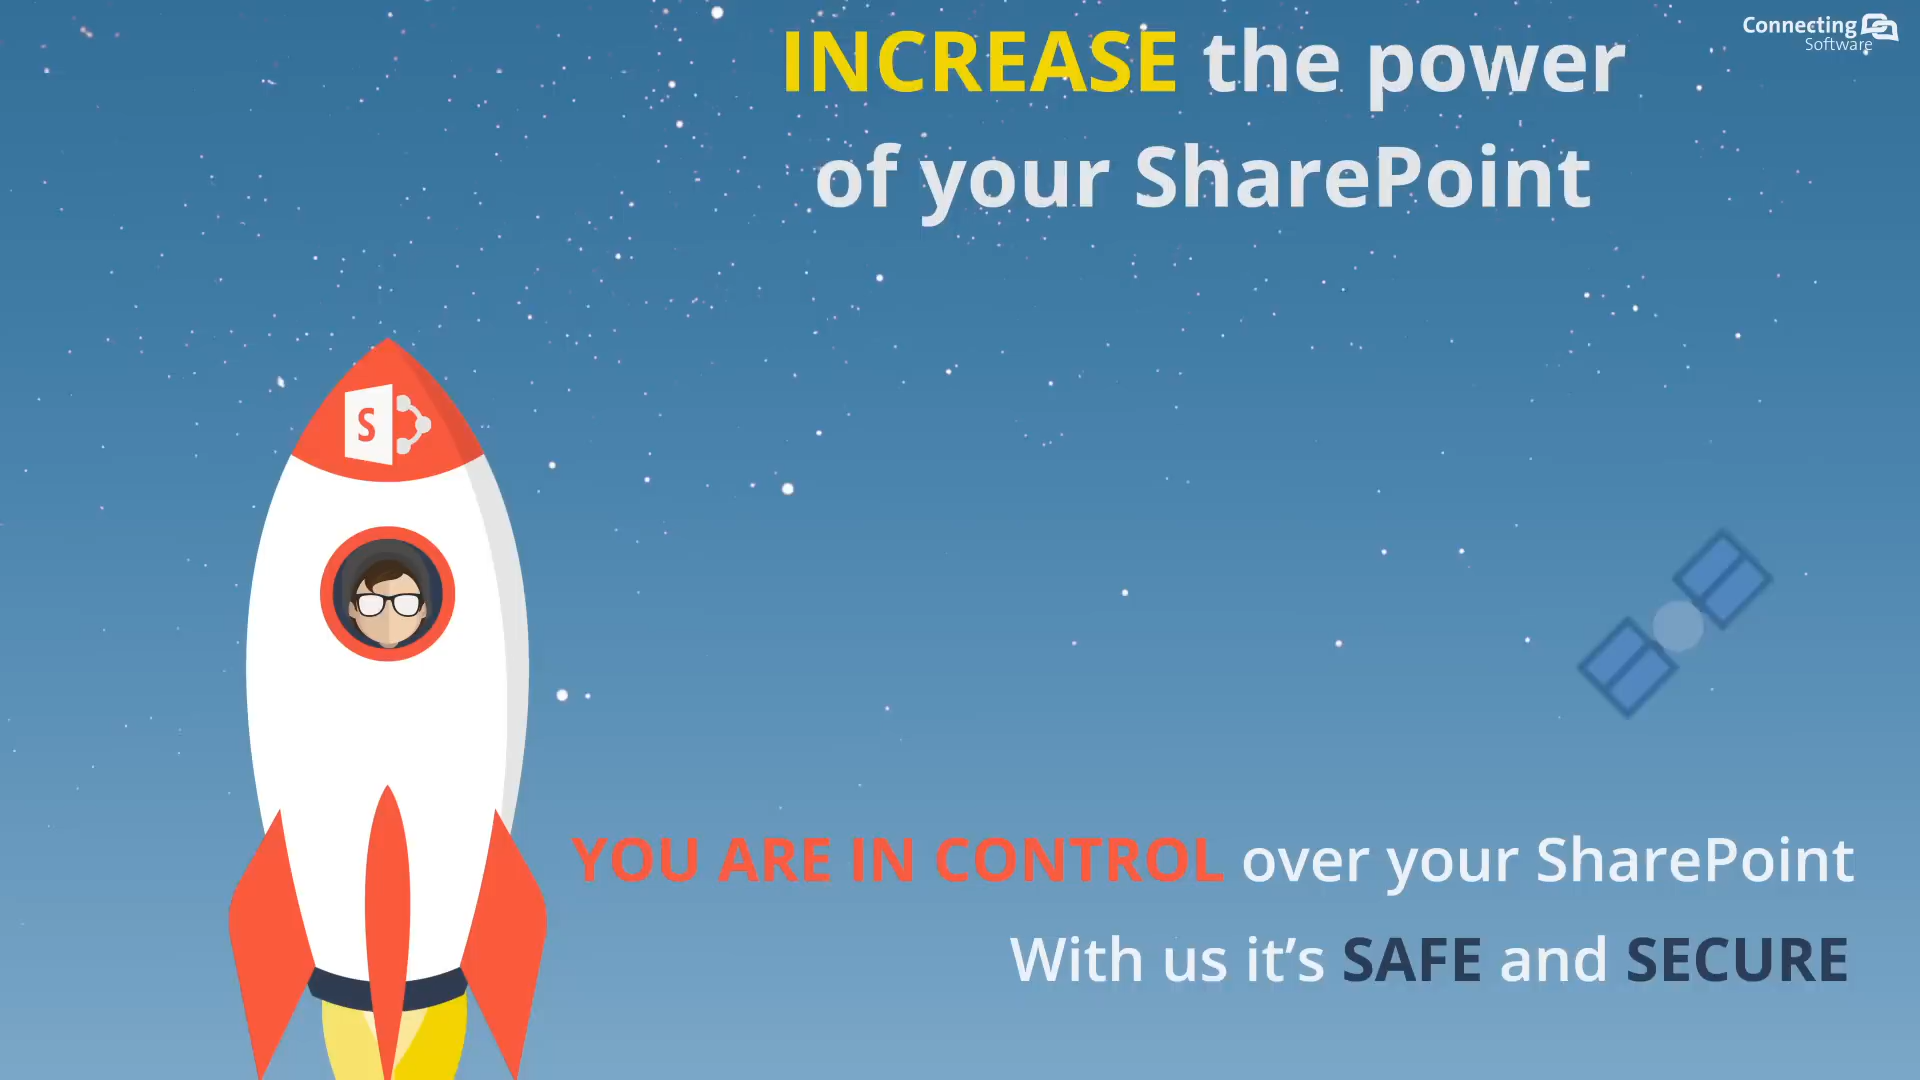 Connecting
Software
INCREASE the power
of your SharePoint
S
YOU ARE IN CONTROL over your SharePoint
With us it’s SAFE and SECURE